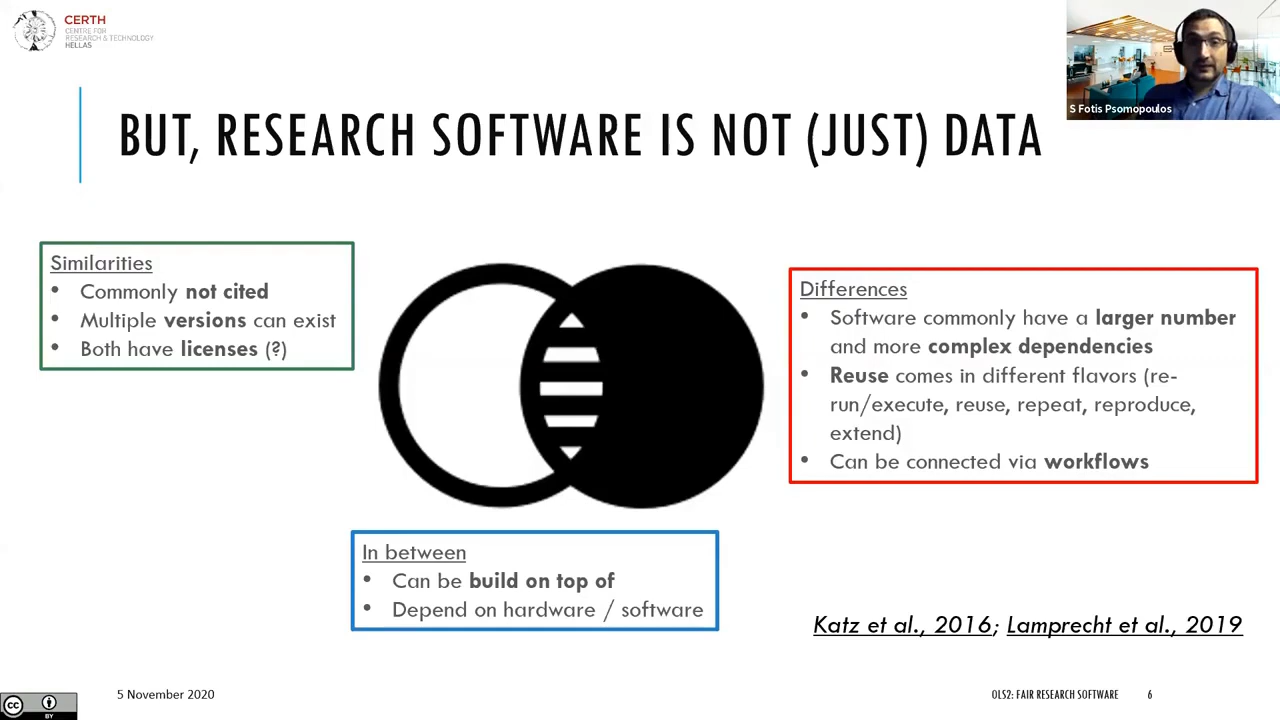 CERTH
CENTRE FOR
RESEARCH & TECHNOLOGY
HELLAS
S Fotis Psomopoulos
BUT, RESEARCH SOFTWARE IS NOT (JUST) DATA
Similarities
• Commonly not cited
• Multiple versions can exist
• Both have licenses (?)
Differences
• Software commonly have a larger number
and more complex dependencies
• Reuse comes in different flavors (re-
run/execute, reuse, repeat, reproduce,
extend)
• Can be connected via workflows
In between
• Can be build on top of
• Depend on hardware / software
Katz et al., 2016; Lamprecht et al., 2019
cc
BY
5 November 2020
OLS2: FAIR RESEARCH SOFTWARE
6